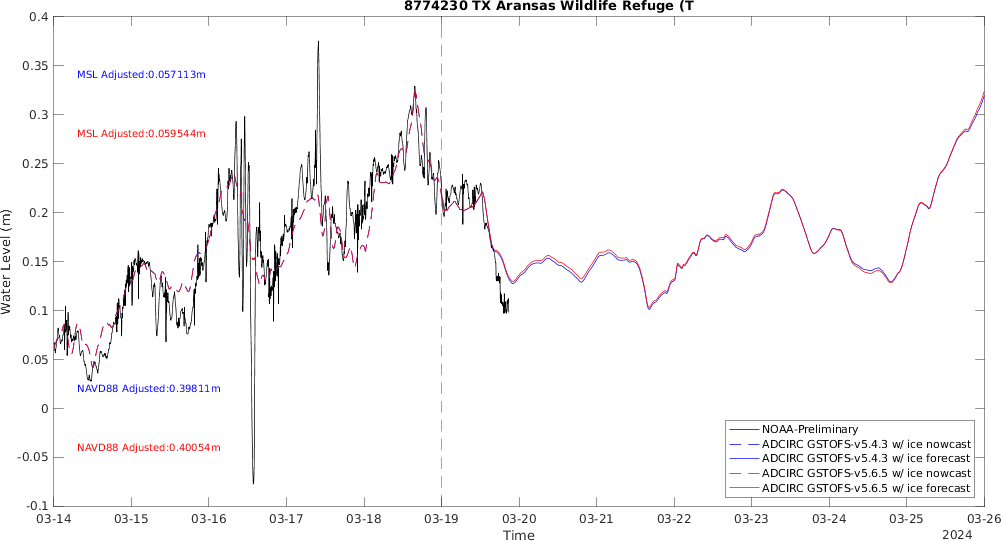 8774230 TX Aransas Wildlife Refuge (T
0.4
0.35
0.3
0.25
0.2
0.15
0.1
0.05
0
-0.05
-0.1
Water Level (m)
MSL Adjusted:0.057113m
MSL Adjusted:0.059544m
NAVD88 Adjusted:0.39811m
NAVD88 Adjusted:0.40054m
NOAA-Preliminary
ADCIRC GSTOFS-v5.4.3 w/ ice nowcast
ADCIRC GSTOFS-v5.4.3 w/ ice forecast
ADCIRC GSTOFS-v5.6.5 w/ ice nowcast
ADCIRC GSTOFS-v5.6.5 w/ ice forecast
03-14 03-15 03-16 03-17 03-18 03-19 03-20 03-21 03-22 03-23 03-24 03-25 03-26
Time
2024